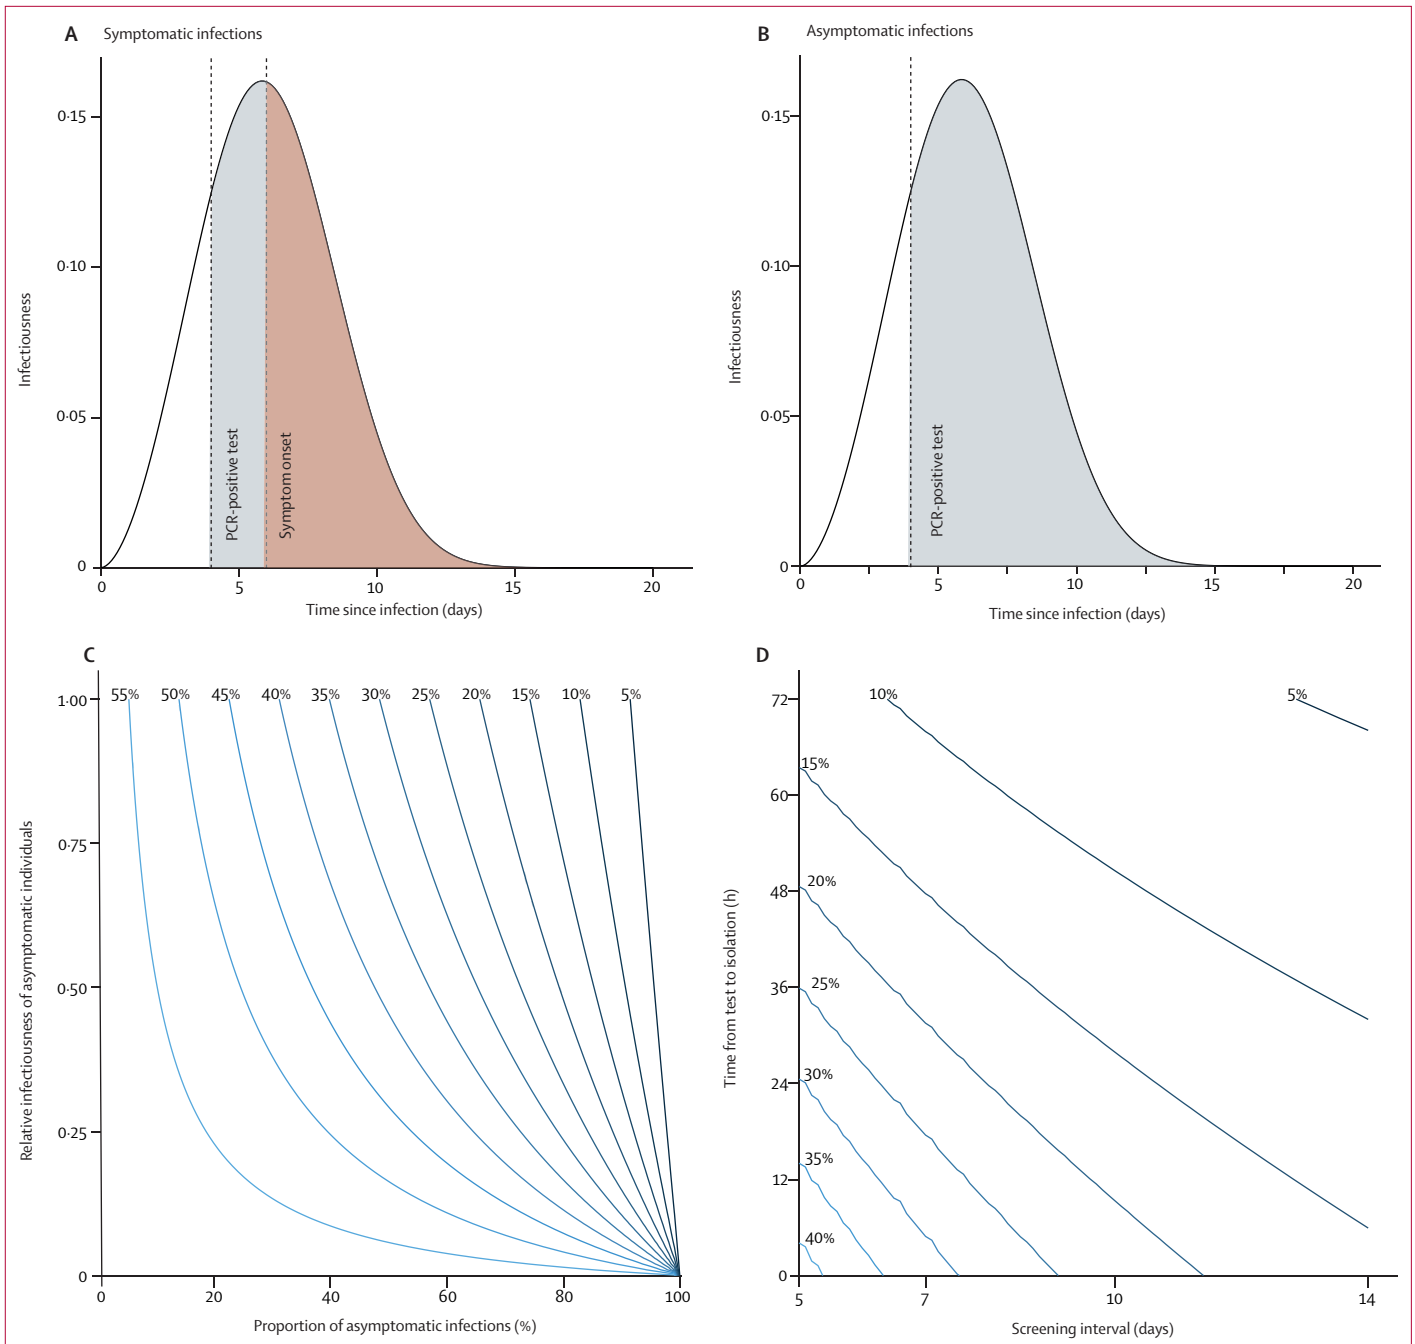 A Symptomatic infections
Infectiousness
0·15
0·10
0·05
0
PCR-positive test
Symptom onset
0 5 10 15 20
Time since infection (days)
B Asymptomatic infections
Infectiousness
0·15
0·10
0·05
0
PCR-positive test
0 5 10 15 20
Time since infection (days)
C
Relative infectiousness of asymptomatic individuals
55% 50% 45% 40% 35% 30% 25% 20% 15% 10% 5%
1·00
0·75
0·50
0·25
0
0 20 40 60 80 100
Proportion of asymptomatic infections (%)
D
Time from test to isolation (h)
72
60
48
36
24
12
0
10%
5%
15%
20%
25%
30%
35%
40%
5 7 10 14
Screening interval (days)